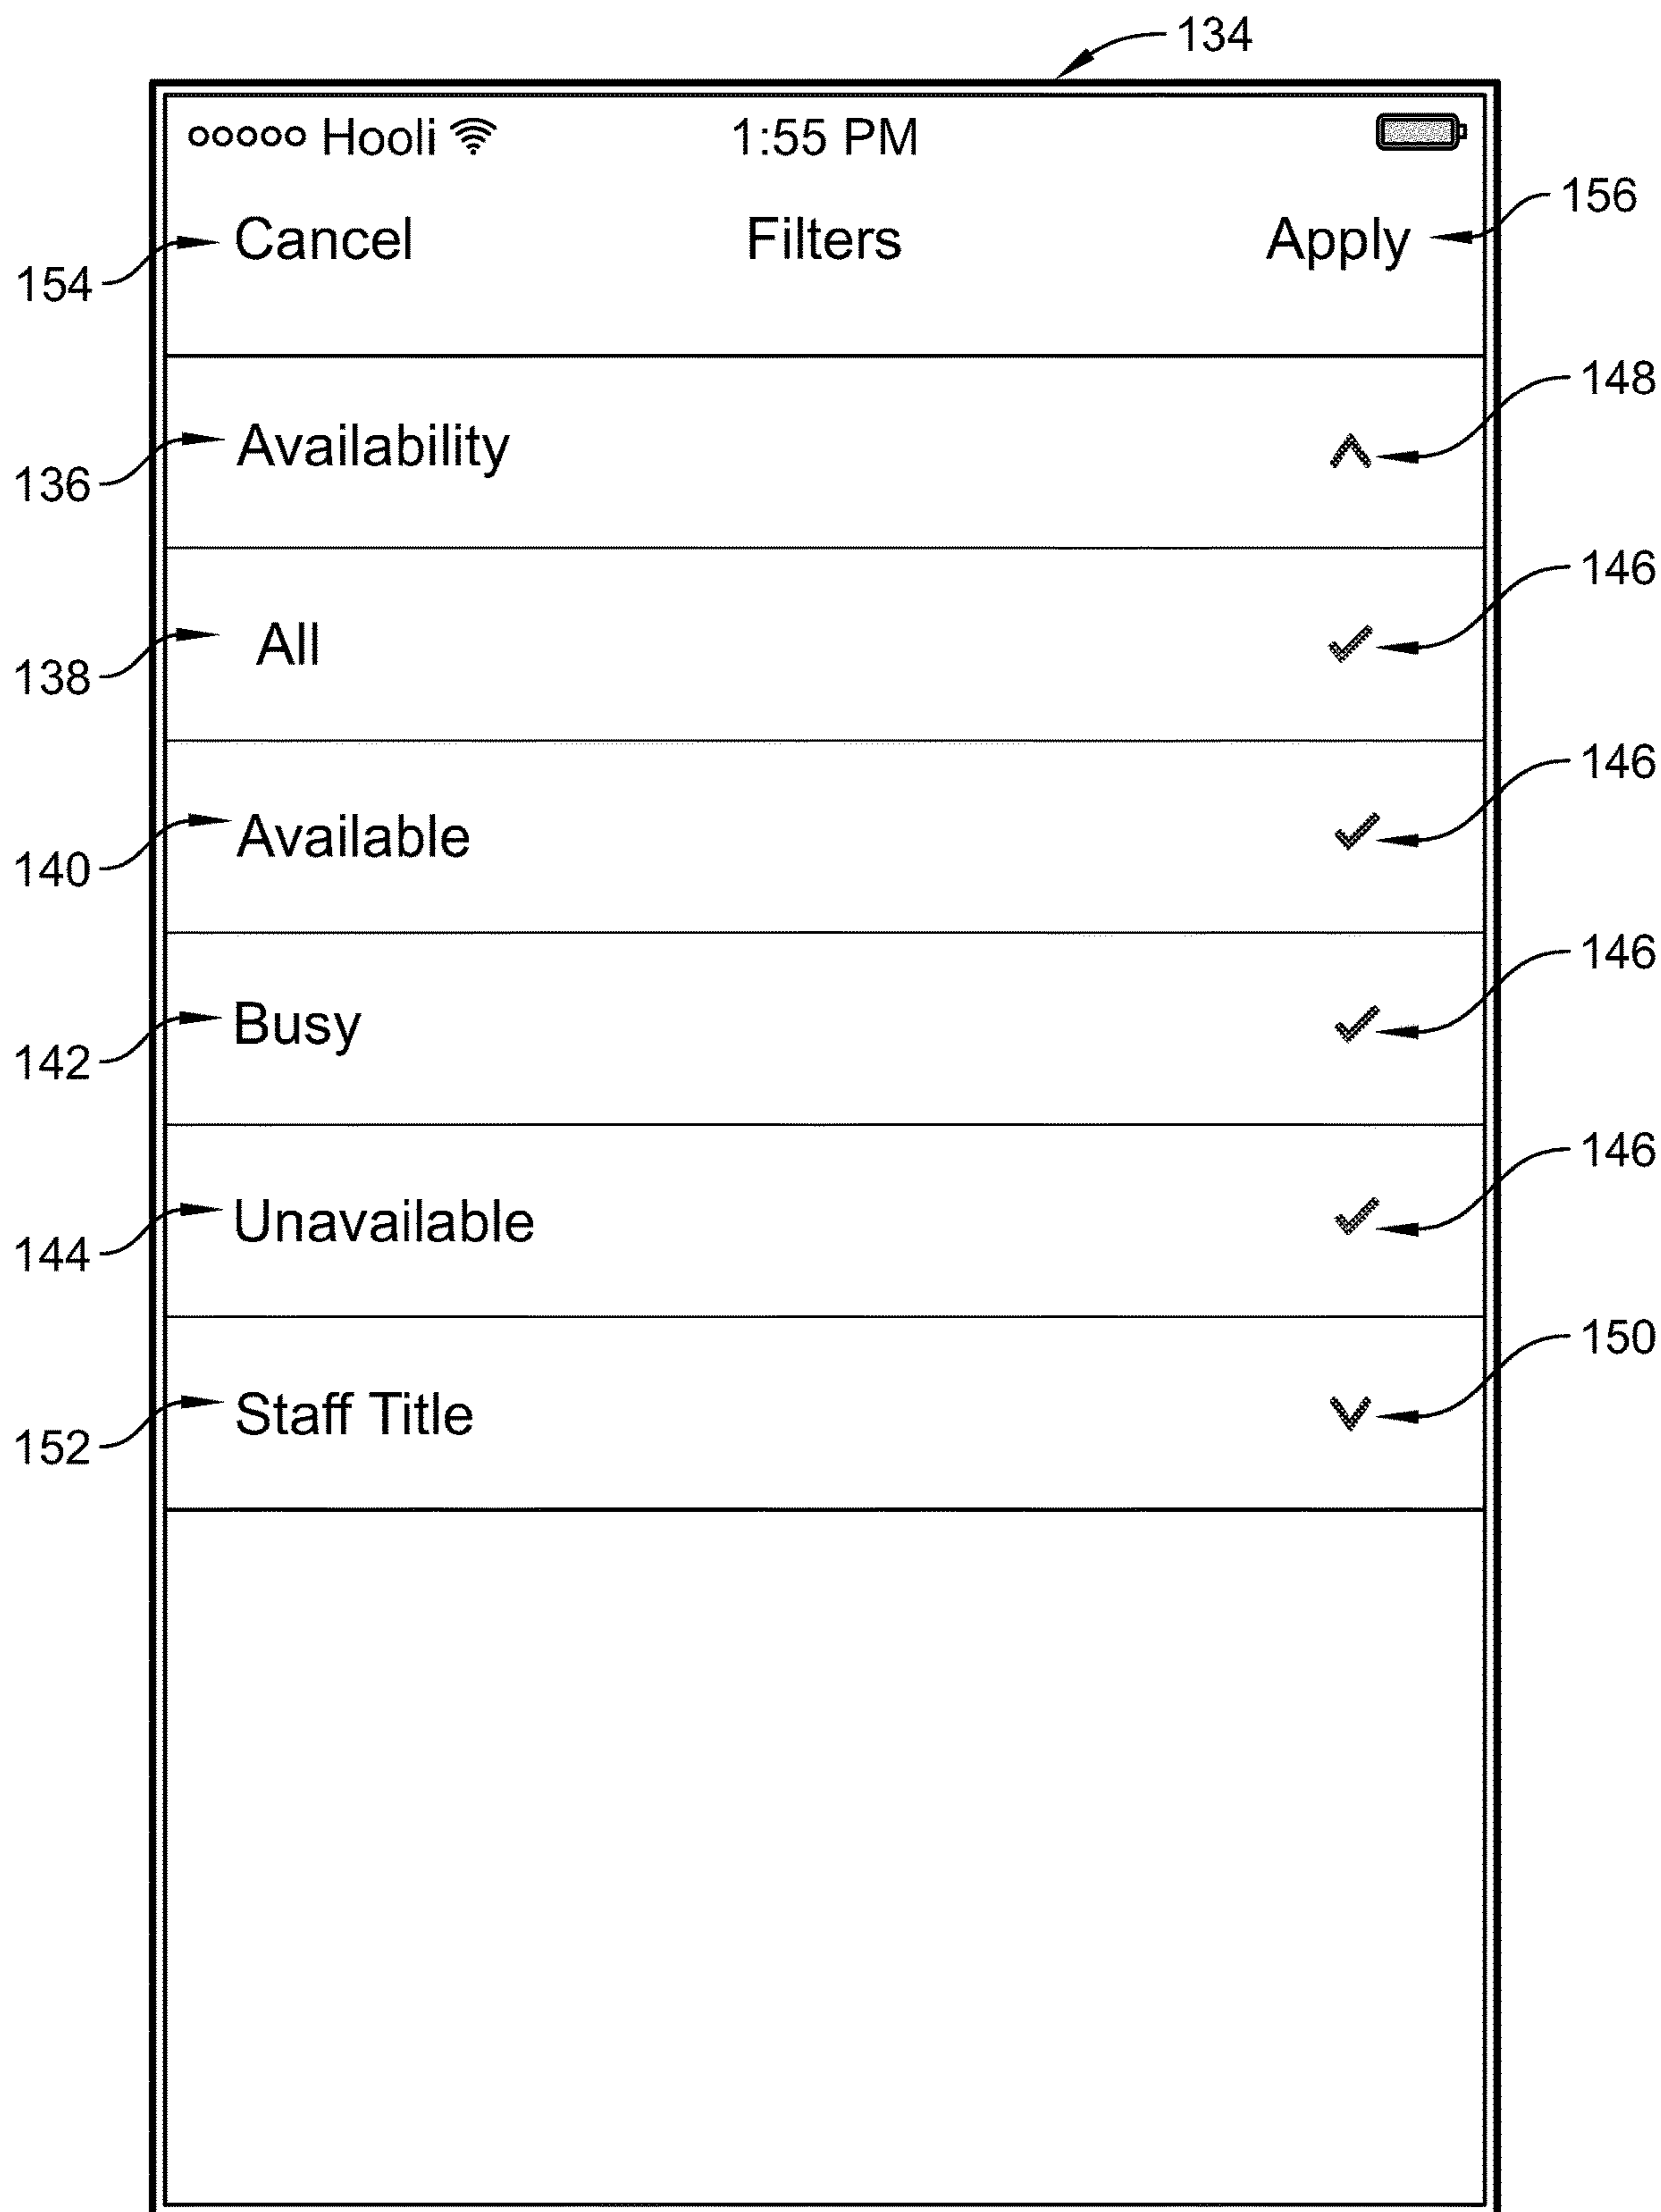 134
ooooo Hooli 1:55 PM
156
Cancel Filters Apply
154
148
Availability
136
146
All
138
146
Available
140
146
Busy
142
146
Unavailable
144
150
Staff Title
152